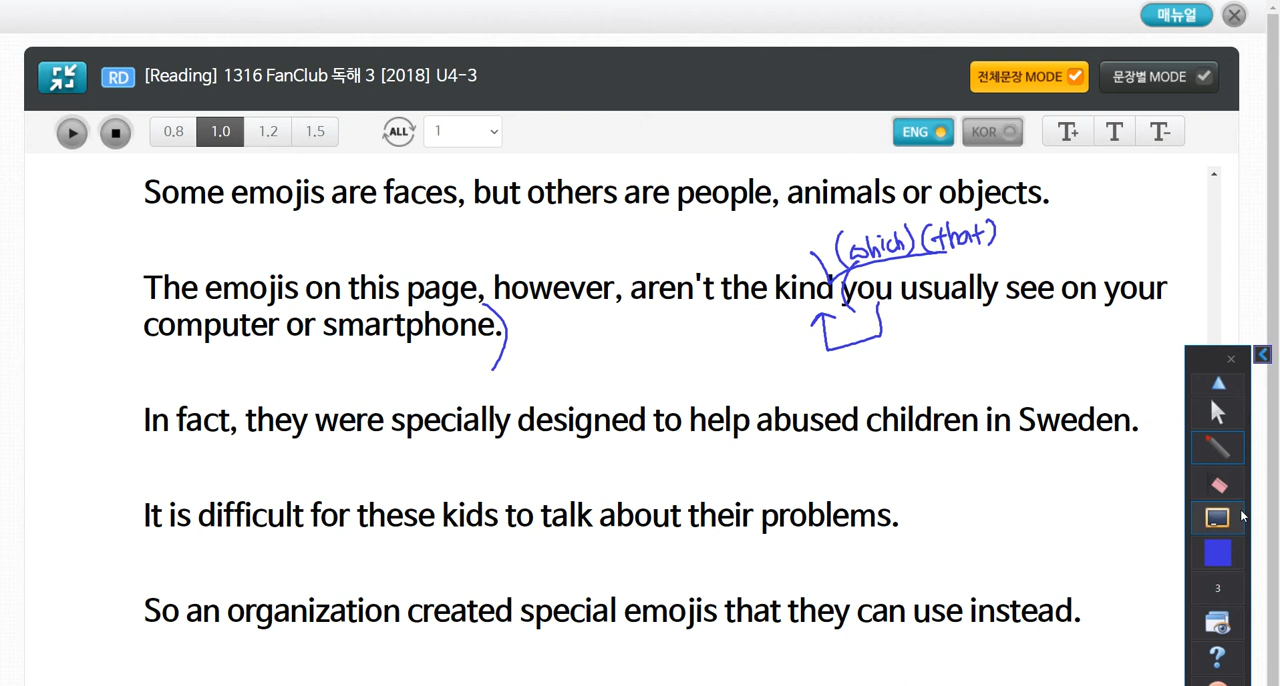 매뉴얼
RD [Reading] 1316 FanClub 독해 3 [2018] U4-3 전체문장 MODE 문장별 MODE
0.8 1.0 1.2 1.5 ALL 1 ENG KOR T+ T T-
Some emojis are faces, but others are people, animals or objects.
(which) (that)
The emojis on this page, however, aren't the kind you usually see on your
computer or smartphone.
In fact, they were specially designed to help abused children in Sweden.
It is difficult for these kids to talk about their problems.
3
So an organization created special emojis that they can use instead.